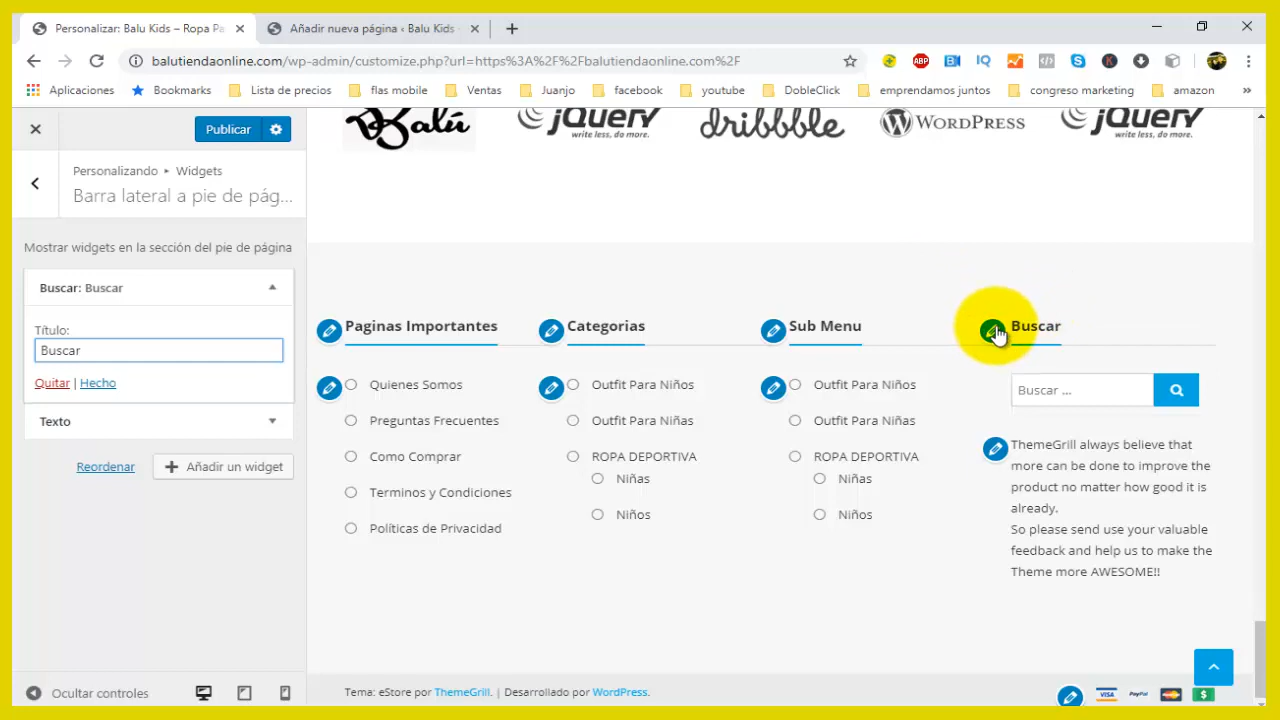 Personalizar: Balu Kids – Ropa Pa
Añadir nueva página ‹ Balu Kids
balutiendaonline.com/wp-admin/customize.php?url=https%3A%2F%2Fbalutiendaonline.com%2F
ABP
IQ
K
Aplicaciones
Bookmarks
Lista de precios
flas mobile
Ventas
Juanjo
facebook
youtube
DobleClick
emprendamos juntos
congreso marketing
amazon
»
Publicar
Personalizando ▸ Widgets
Barra lateral a pie de pág...
Mostrar widgets en la sección del pie de página
Buscar: Buscar
Título:
Buscar
Quitar | Hecho
Texto
Reordenar
Añadir un widget
Ocultar controles
Balú
jQuery
write less, do more.
dribbble
WORDPRESS
jQuery
write less, do more.
Paginas Importantes
Quienes Somos
Preguntas Frecuentes
Como Comprar
Terminos y Condiciones
Políticas de Privacidad
Categorias
Outfit Para Niños
Outfit Para Niñas
ROPA DEPORTIVA
Niñas
Niños
Sub Menu
Outfit Para Niños
Outfit Para Niñas
ROPA DEPORTIVA
Niñas
Niños
Buscar
Buscar ...
ThemeGrill always believe that
more can be done to improve the
product no matter how good it is
already.
So please send use your valuable
feedback and help us to make the
Theme more AWESOME!!
Tema: eStore por ThemeGrill. | Desarrollado por WordPress.
VISA
PayPal
$